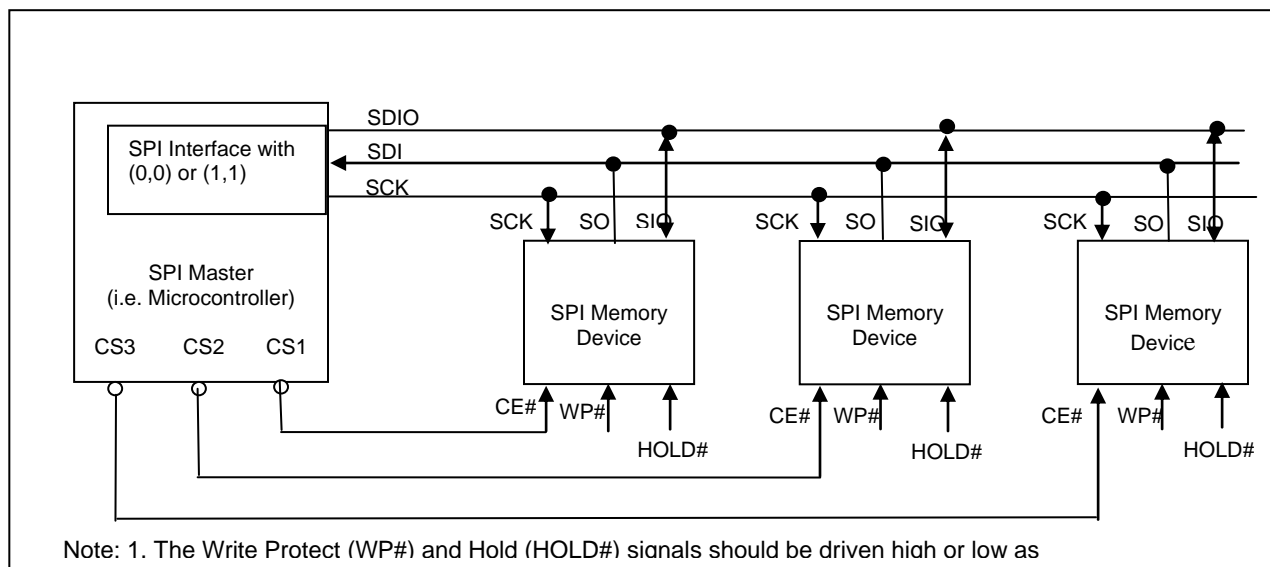 SDIO
SPI Interface with
(0,0) or (1,1)
SDI
SCK
SCK SO SIO SCK SO SIO SCK SO SIO
SPI Master
(i.e. Microcontroller)
SPI Memory
Device
SPI Memory
Device
SPI Memory
Device
CS3 CS2 CS1
CE# WP# CE# WP# CE# WP#
HOLD# HOLD# HOLD#
Note: 1. The Write Protect (WP#) and Hold (HOLD#) signals should be driven high or low as